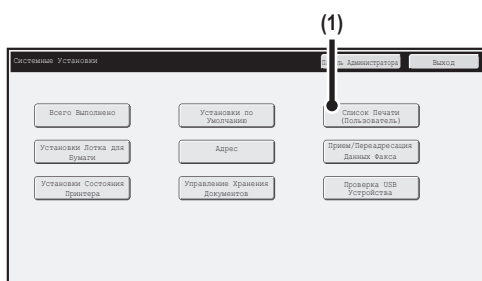 (1)
Системные Установки
ь Администратора
Выход
Всего Выполнено
Установки по
Умолчанию
Список Печати
(Пользователь)
Установки Лотка для
Бумаги
Адрес
Прием/Переадресация
Данных Факса
Установки Состояния
Принтера
Управление Хранения
Документов
Проверка USB
Устройства